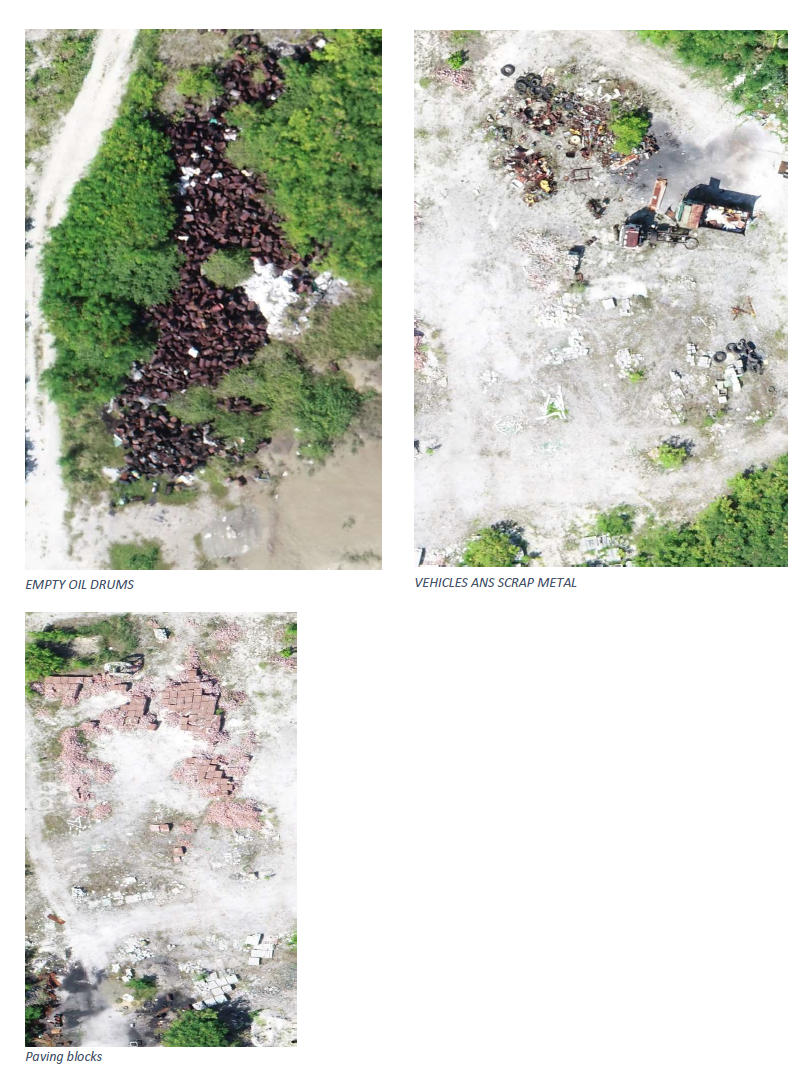 EMPTY OIL DRUMS
VEHICLES ANS SCRAP METAL
Paving blocks